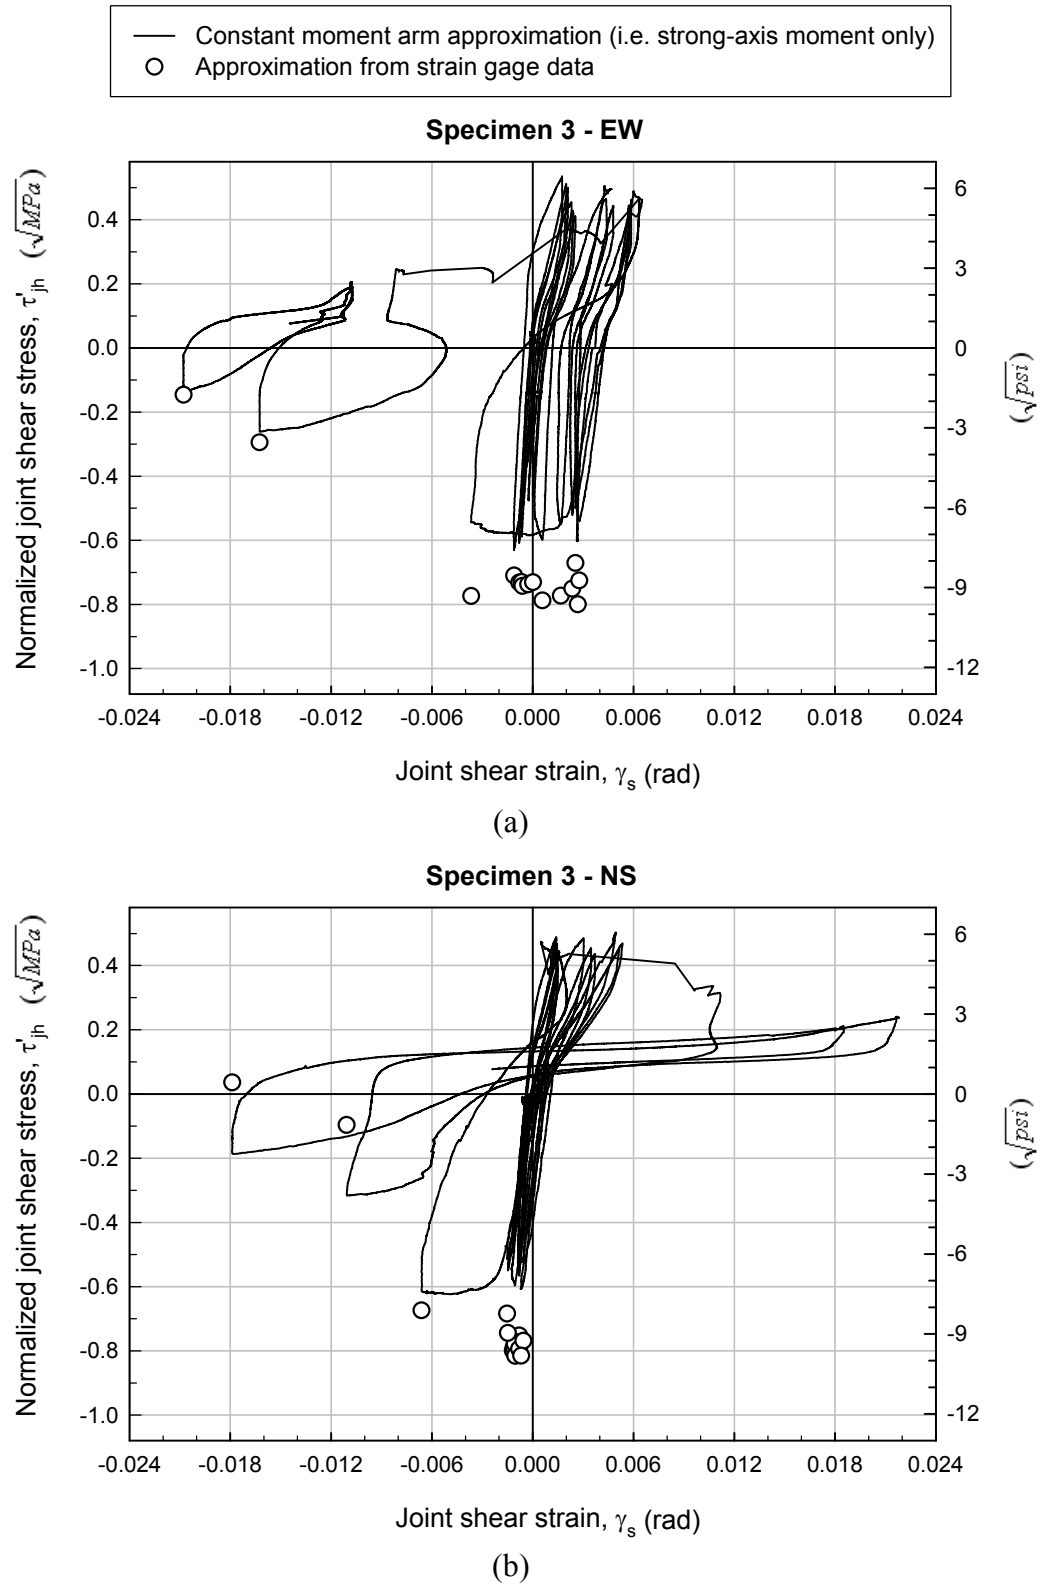 Constant moment arm approximation (i.e. strong-axis moment only)
Approximation from strain gage data
Specimen 3 - EW
Normalized joint shear stress, τ'jh (√MPa)
0.4
0.2
0.0
-0.2
-0.4
-0.6
-0.8
-1.0
6
3
0
-3
-6
-9
-12
(√psi)
-0.024 -0.018 -0.012 -0.006 0.000 0.006 0.012 0.018 0.024
Joint shear strain, γs (rad)
(a)
Specimen 3 - NS
Normalized joint shear stress, τ'jh (√MPa)
0.4
0.2
0.0
-0.2
-0.4
-0.6
-0.8
-1.0
6
3
0
-3
-6
-9
-12
(√psi)
-0.024 -0.018 -0.012 -0.006 0.000 0.006 0.012 0.018 0.024
Joint shear strain, γs (rad)
(b)